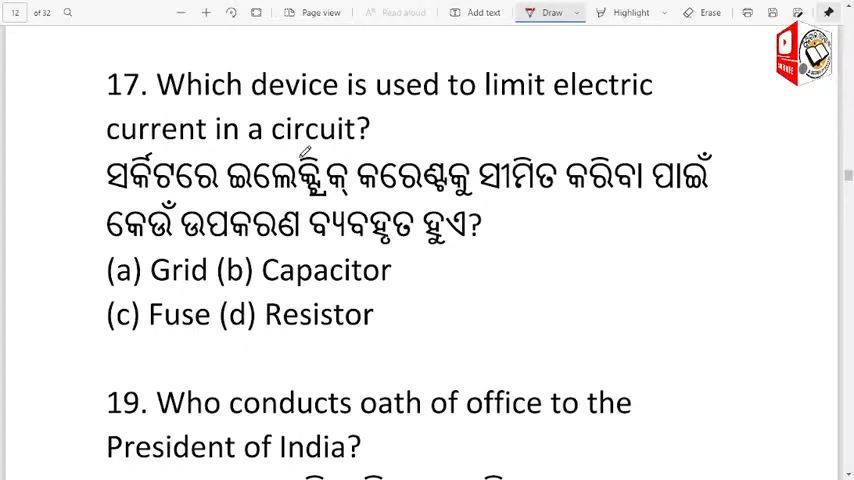 12 of 32 Page view Read aloud Add text Draw Highlight Erase
17. Which device is used to limit electric
current in a circuit?
ସର୍କିଟରେ ଇଲେକ୍ଟ୍ରିକ୍ କରେଣ୍ଟକୁ ସୀମିତ କରିବା ପାଇଁ
କେଉଁ ଉପକରଣ ବ୍ୟବହୃତ ହୁଏ?
(a) Grid (b) Capacitor
(c) Fuse (d) Resistor
19. Who conducts oath of office to the
President of India?